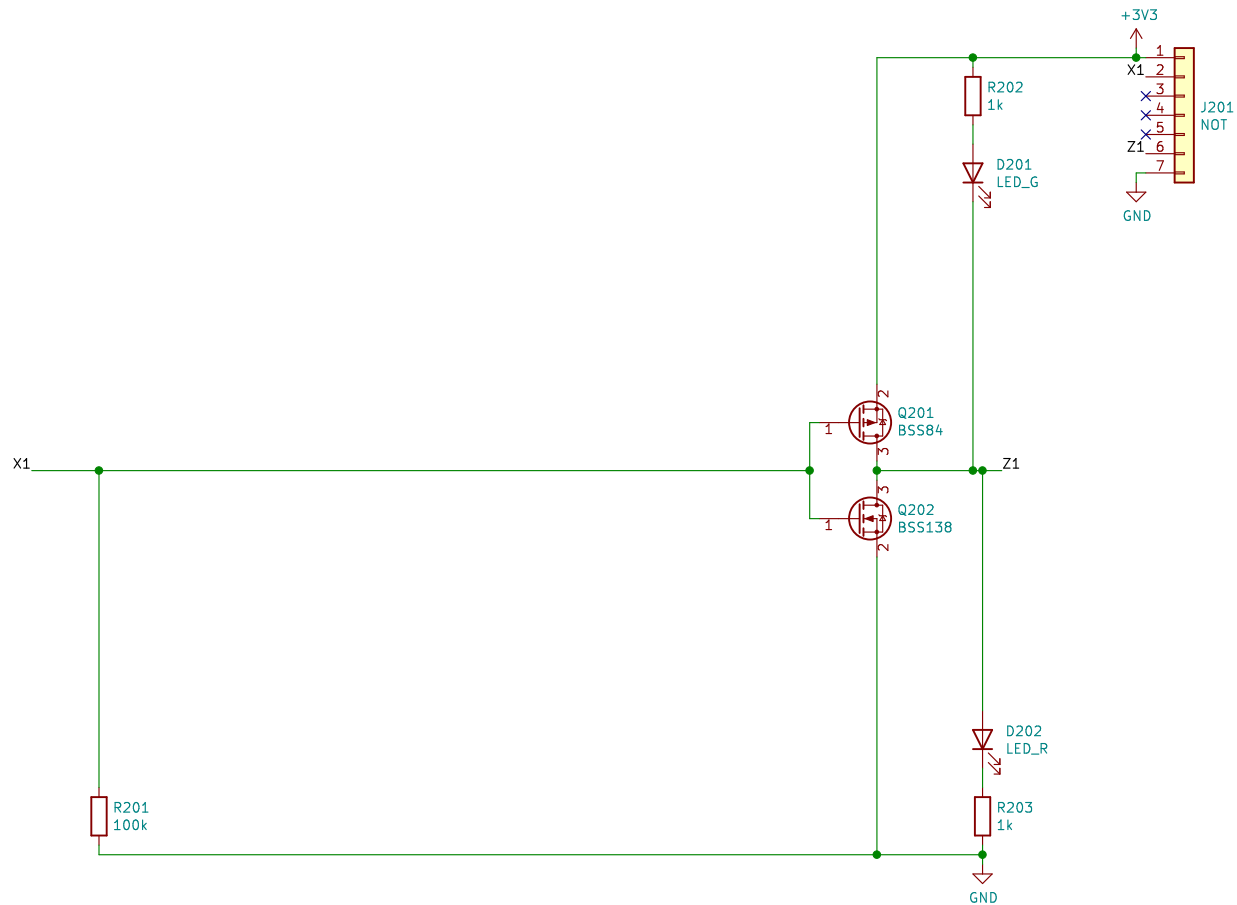 +3V3
1
X1 2
3
4
5
Z1 6
7
J201
NOT
GND
R202
1k
D201
LED_G
2
Q201
BSS84
1
3
X1
Z1
3
Q202
BSS138
1
2
D202
LED_R
R201
100k
R203
1k
GND